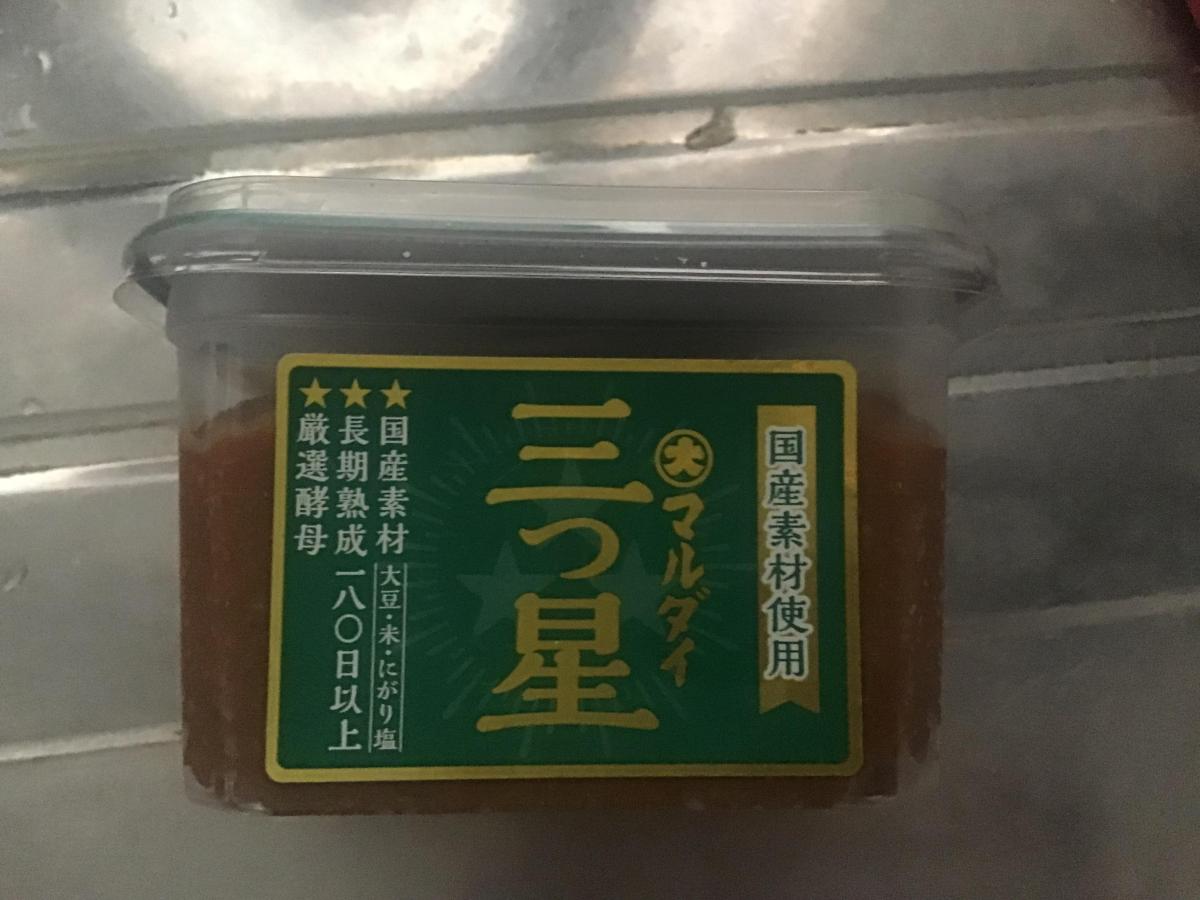 国産素材使用
大マルダイ
三つ星
★国産素材 大豆・米・にがり塩
★長期熟成一八〇日以上
★厳選酵母